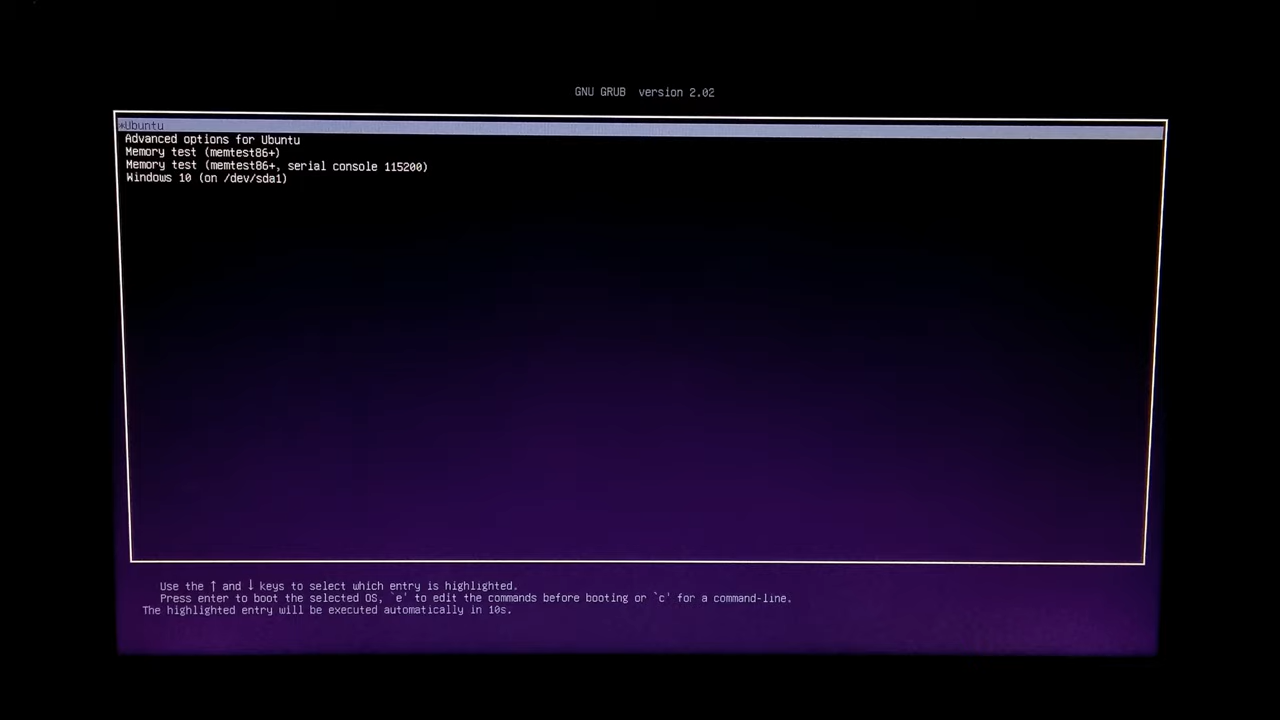 GNU GRUB version 2.02
*Ubuntu
Advanced options for Ubuntu
Memory test (memtest86+)
Memory test (memtest86+, serial console 115200)
Windows 10 (on /dev/sda1)
Use the ↑ and ↓ keys to select which entry is highlighted.
Press enter to boot the selected OS, `e' to edit the commands before booting or `c' for a command-line.
The highlighted entry will be executed automatically in 10s.